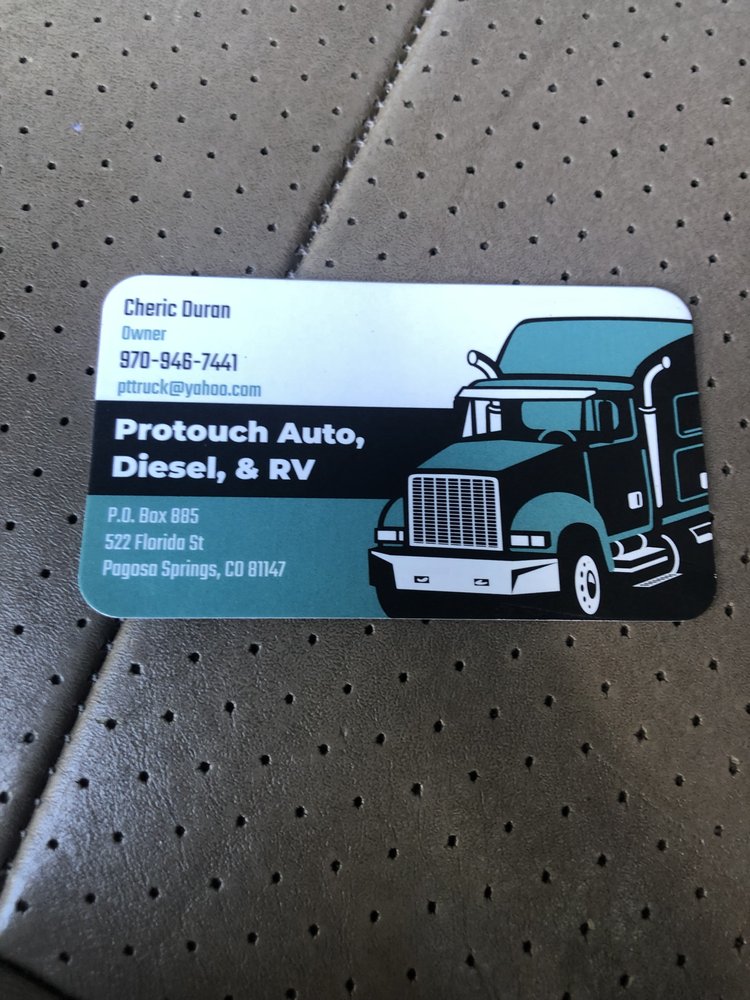 Cheric Duran
Owner
970-946-7441
pttruck@yahoo.com
Protouch Auto,
Diesel, & RV
P.O. Box 885
522 Florida St
Pagosa Springs, CO 81147